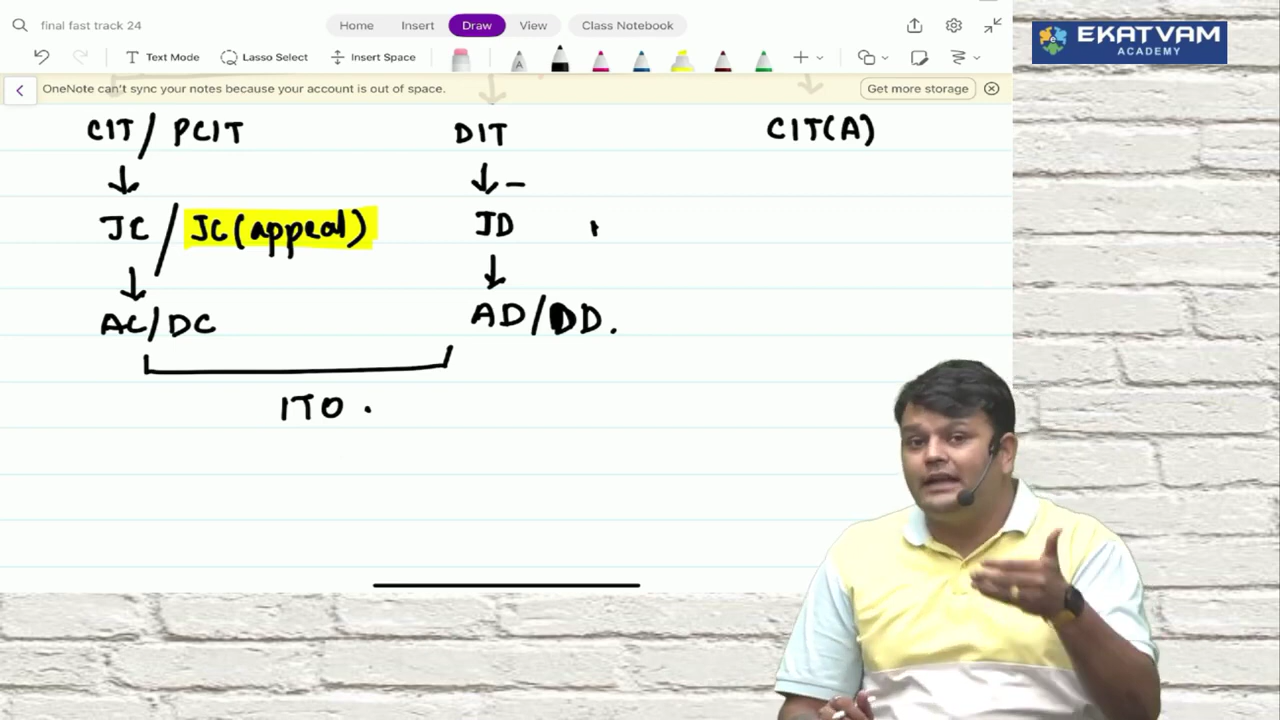 final fast track 24
Home Insert Draw View Class Notebook
Text Mode Lasso Select Insert Space
OneNote can't sync your notes because your account is out of space. Get more storage
EKATVAM
ACADEMY
CIT / PCIT DIT CIT(A)
JC / JC (appeal) JD
AC/DC AD/DD.
ITO.